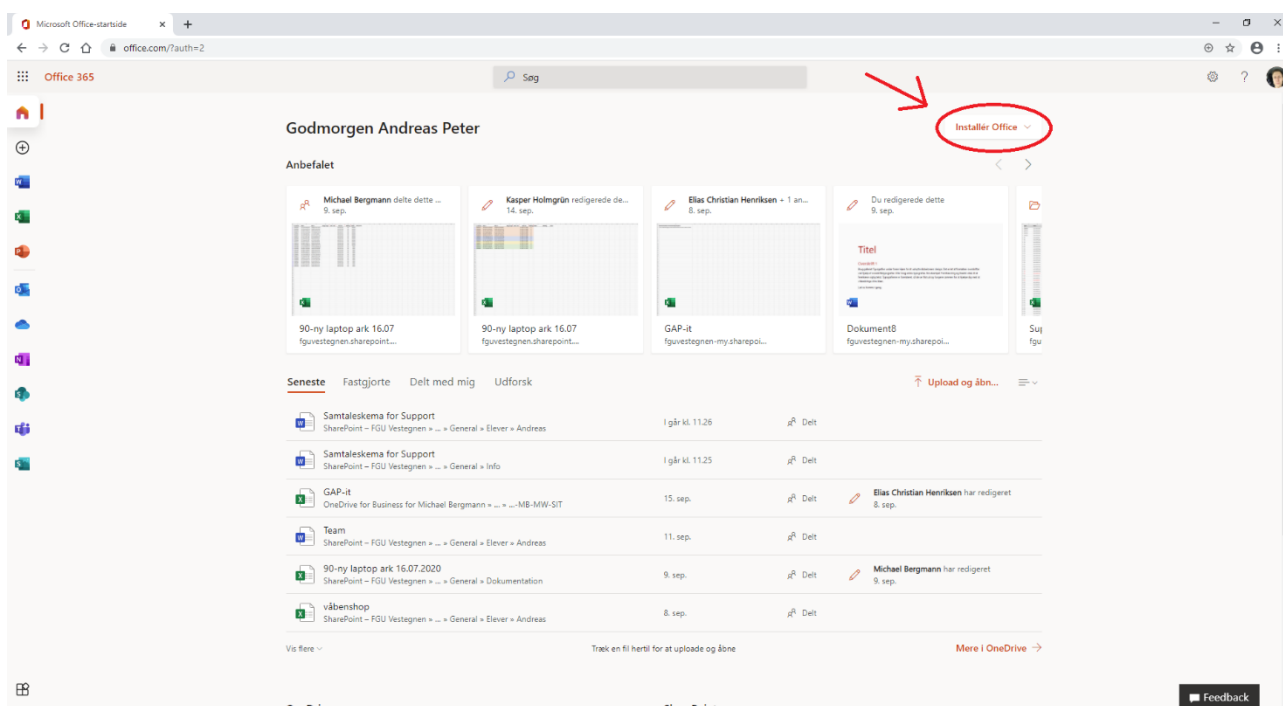 Microsoft Office-startside
office.com/?auth=2
Office 365
Søg
Godmorgen Andreas Peter
Installér Office
Anbefalet
Michael Bergmann delte dette ...
9. sep.
90-ny laptop ark 16.07
fguvestegnen.sharepoint....
Kasper Holmgrün redigerede de...
14. sep.
90-ny laptop ark 16.07
fguvestegnen.sharepoint....
Elias Christian Henriksen + 1 an...
8. sep.
GAP-it
fguvestegnen-my.sharepoi...
Du redigerede dette
9. sep.
Titel
Dokument8
fguvestegnen-my.sharepoi...
Seneste Fastgjorte Delt med mig Udforsk
Upload og åbn...
Samtaleskema for Support
SharePoint – FGU Vestegnen » ... » General » Elever » Andreas
I går kl. 11.26 Delt
Samtaleskema for Support
SharePoint – FGU Vestegnen » ... » General » Info
I går kl. 11.25 Delt
GAP-it
OneDrive for Business for Michael Bergmann » ... » ...-MB-MW-SIT
15. sep. Delt
Elias Christian Henriksen har redigeret
8. sep.
Team
SharePoint – FGU Vestegnen » ... » General » Elever » Andreas
11. sep. Delt
90-ny laptop ark 16.07.2020
SharePoint – FGU Vestegnen » ... » General » Dokumentation
9. sep. Delt
Michael Bergmann har redigeret
9. sep.
våbenshop
SharePoint – FGU Vestegnen » ... » General » Elever » Andreas
8. sep. Delt
Vis flere
Træk en fil hertil for at uploade og åbne
Mere i OneDrive
Feedback